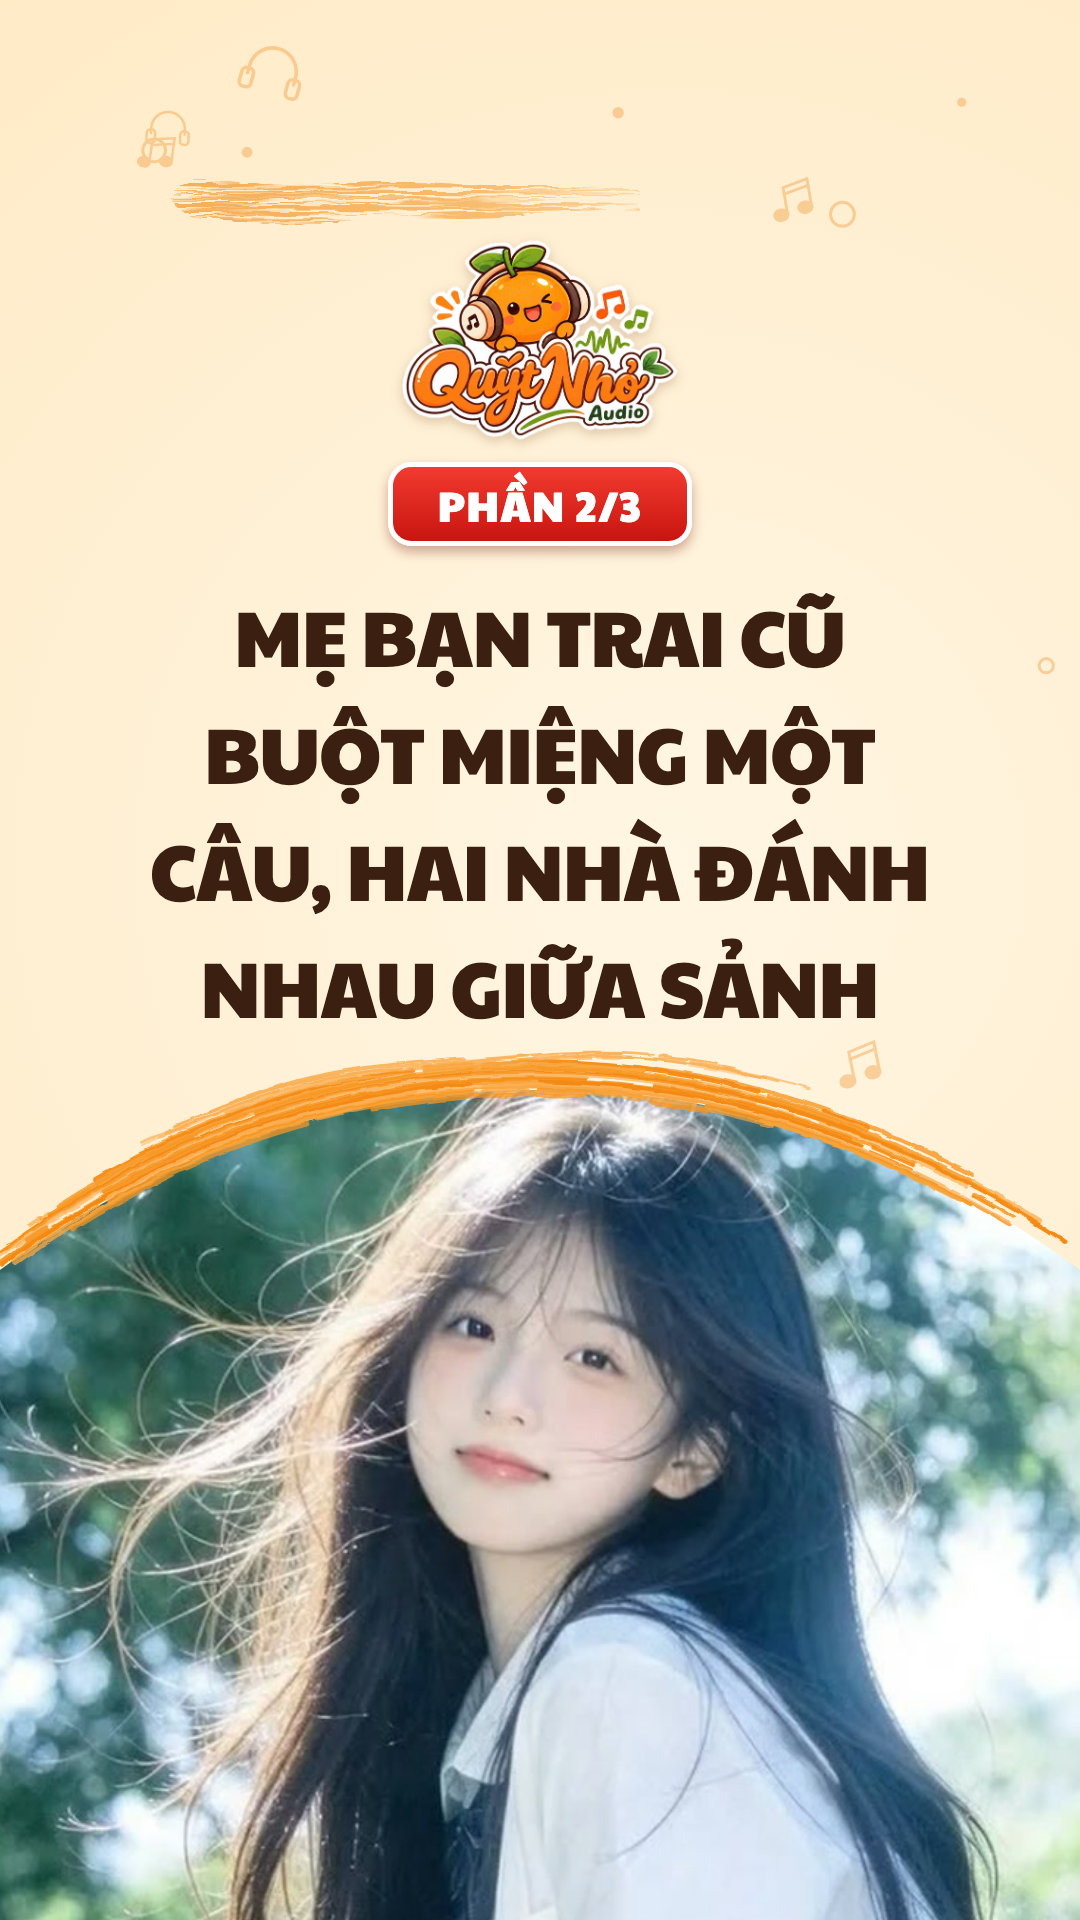 Quýt Nhỏ
Audio
PHẦN 2/3
MẸ BẠN TRAI CŨ
BUỘT MIỆNG MỘT
CÂU, HAI NHÀ ĐÁNH
NHAU GIỮA SẢNH